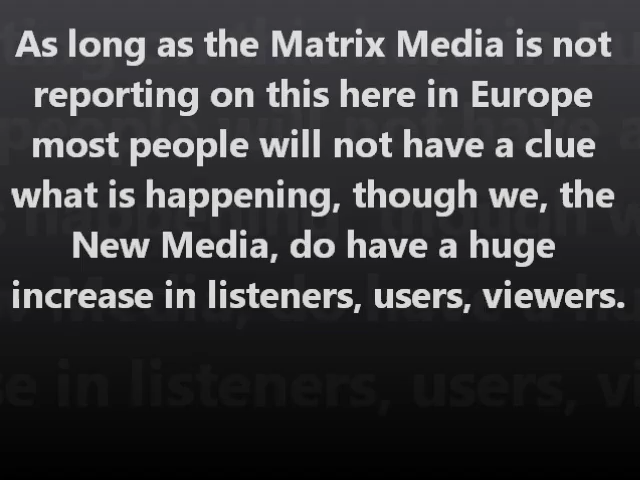 As long as the Matrix Media is not
reporting on this here in Europe
most people will not have a clue
what is happening, though we, the
New Media, do have a huge
increase in listeners, users, viewers.